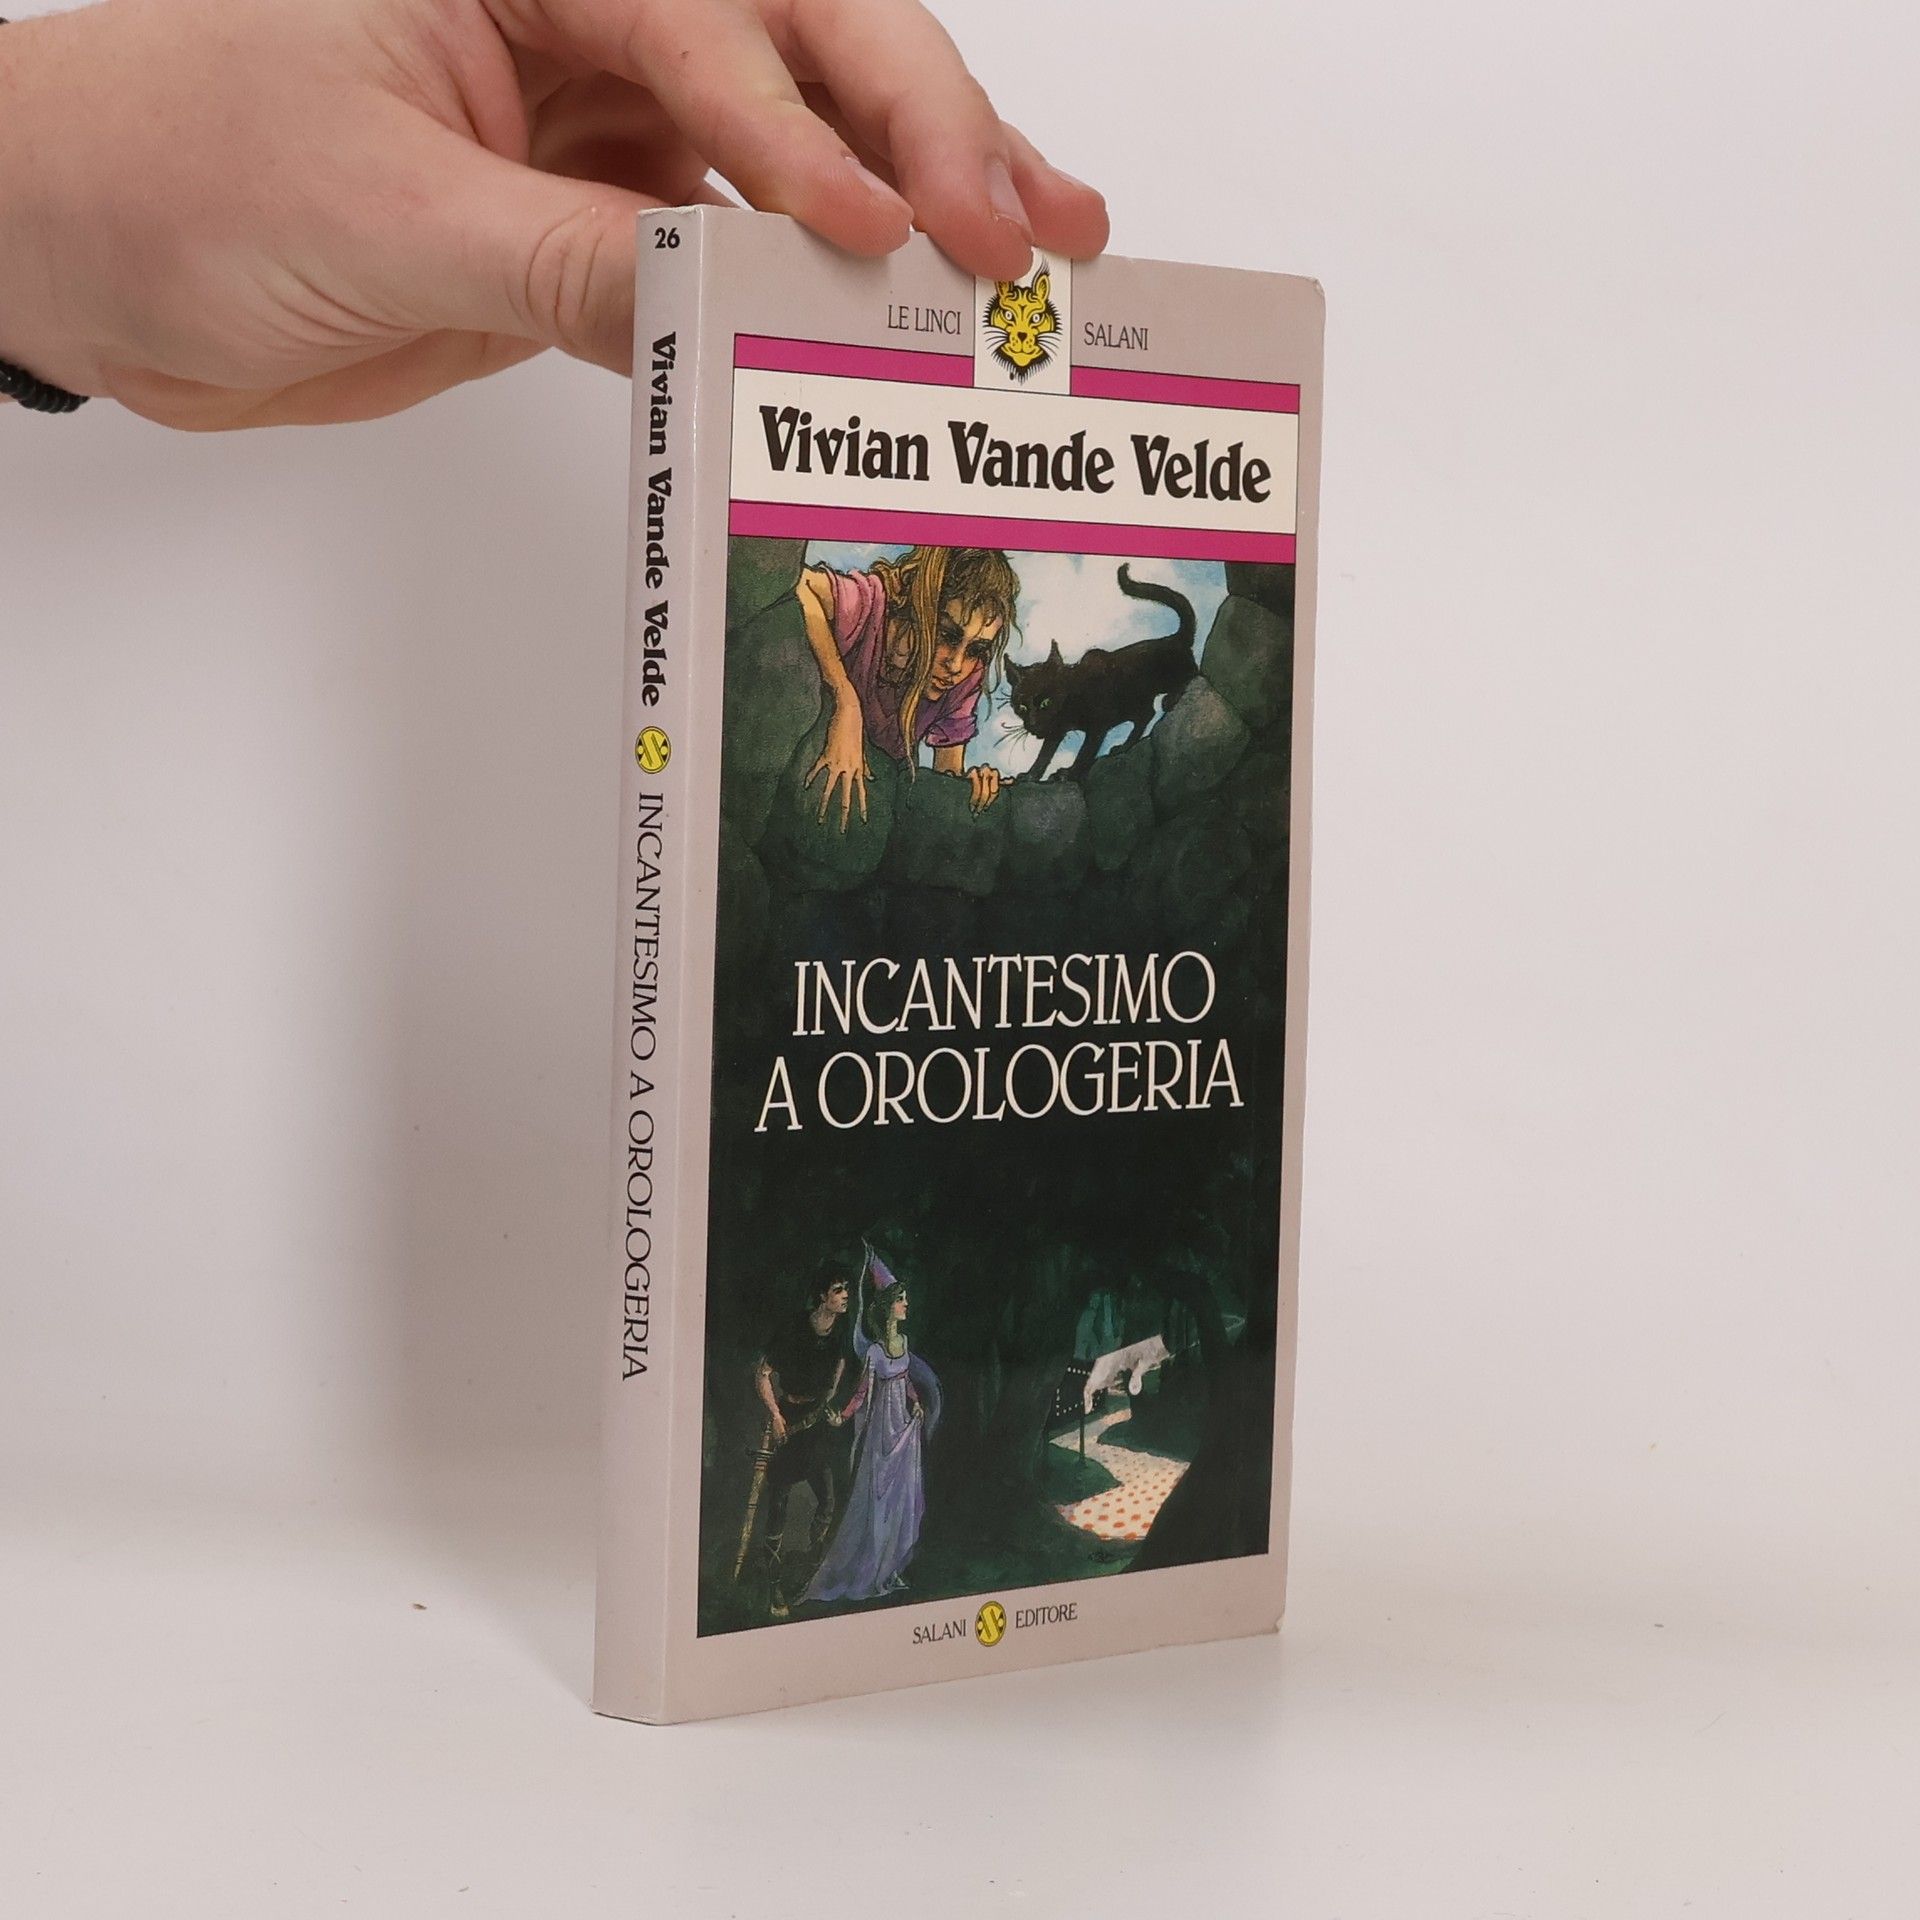 26
Vivian Vande Velde
INCANTESIMO A OROLOGERIA
LE LINCI SALANI
Vivian Vande Velde
INCANTESIMO
A OROLOGERIA
SALANI EDITORE